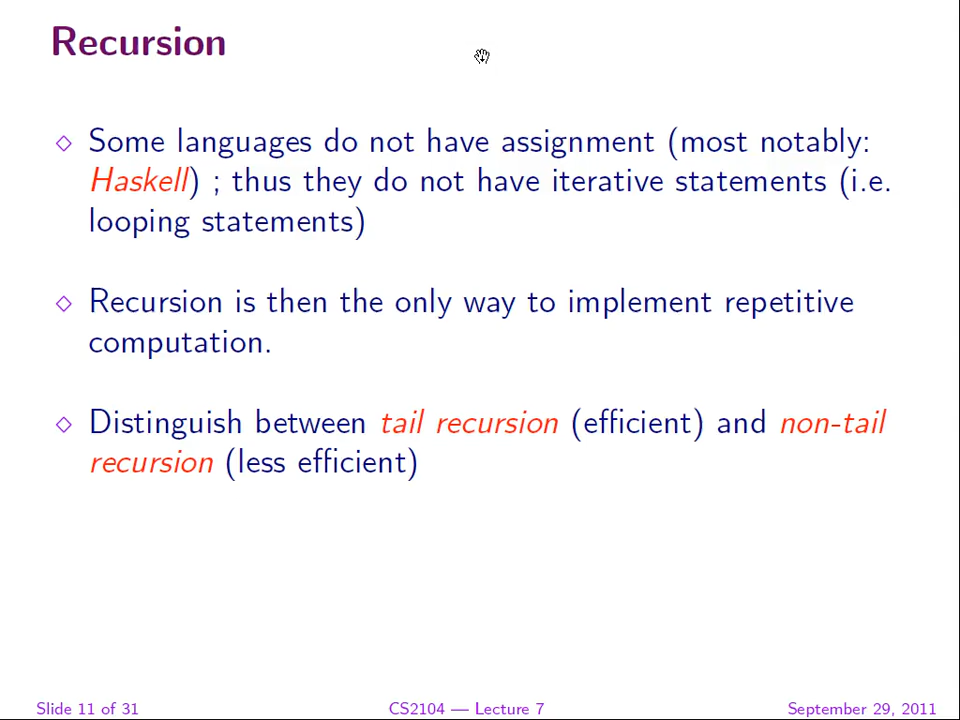 Recursion
◇ Some languages do not have assignment (most notably:
Haskell) ; thus they do not have iterative statements (i.e.
looping statements)
◇ Recursion is then the only way to implement repetitive
computation.
◇ Distinguish between tail recursion (efficient) and non-tail
recursion (less efficient)
Slide 11 of 31 CS2104 — Lecture 7 September 29, 2011